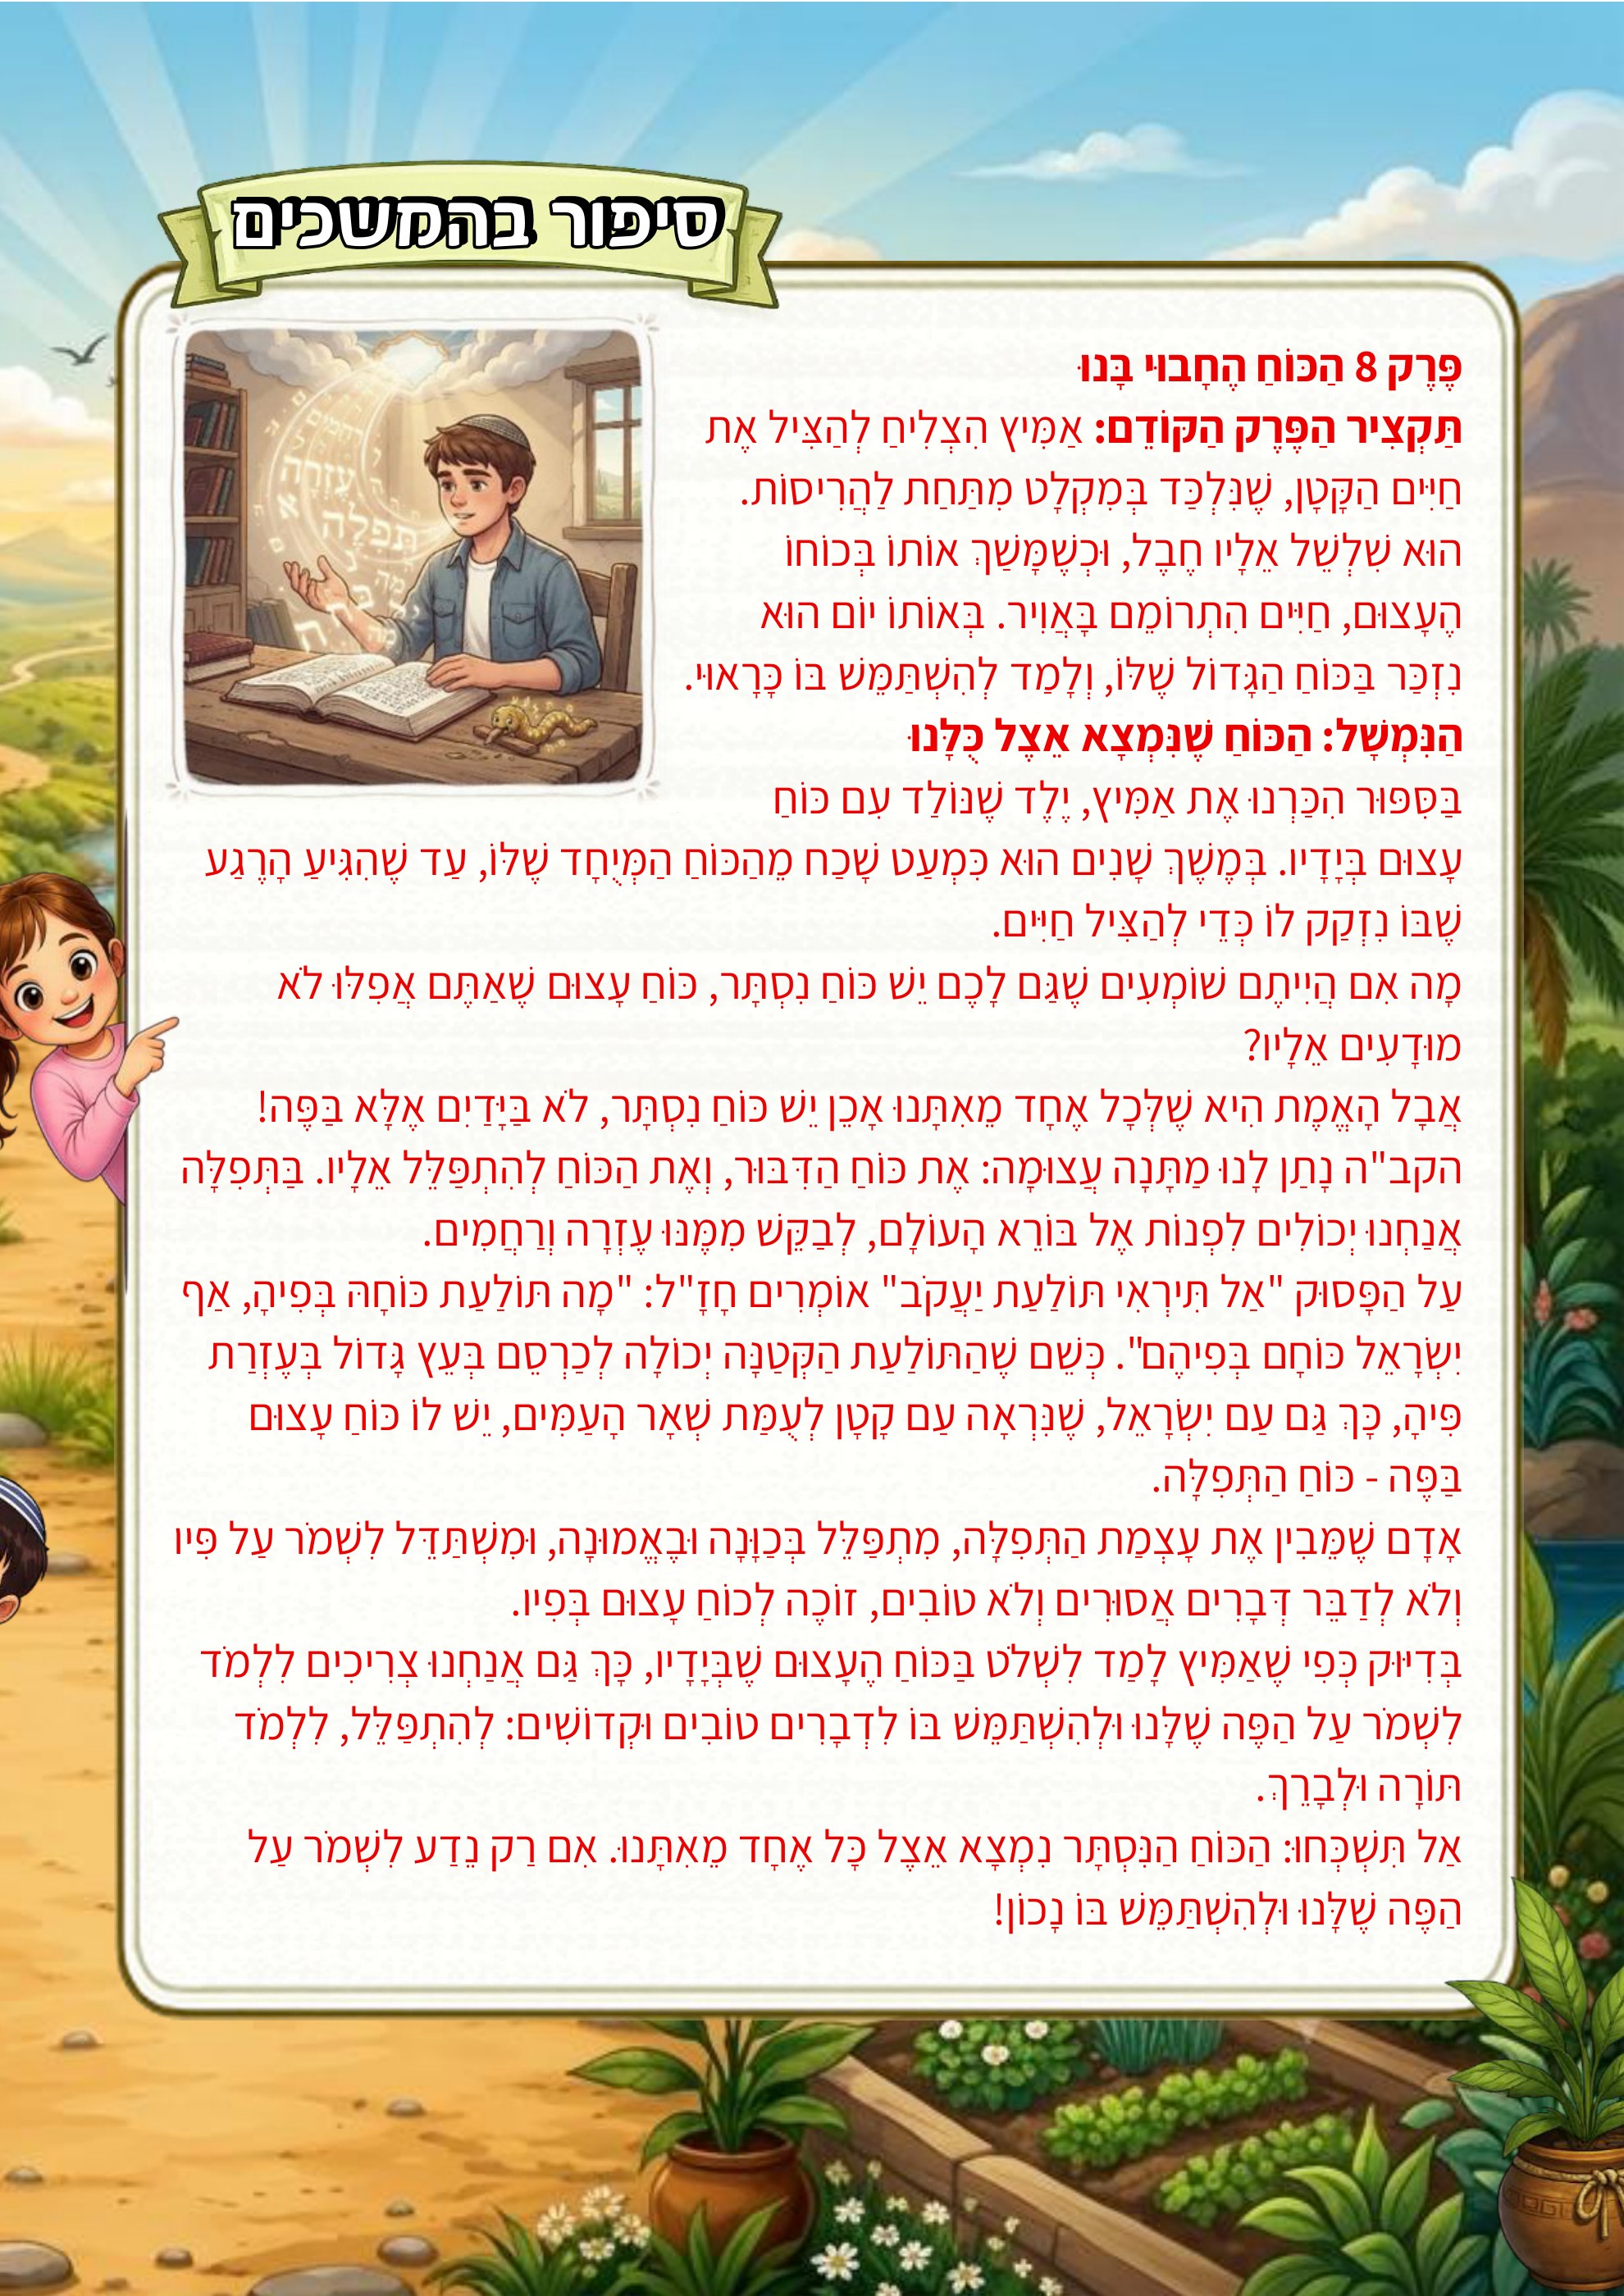 סיפור בהמשכים
פֶּרֶק 8 הַכּוֹחַ הֶחָבוּי בָּנוּ
תַּקְצִיר הַפֶּרֶק הַקּוֹדֵם: אַמִּיץ הִצְלִיחַ לְהַצִּיל אֶת
חַיִּים הַקָּטָן, שֶׁנִּלְכַּד בְּמִקְלָט מִתַּחַת לַהֲרִיסוֹת.
הוּא שִׁלְשֵׁל אֵלָיו חֶבֶל, וּכְשֶׁמָּשַׁךְ אוֹתוֹ בְּכוֹחוֹ
הֶעָצוּם, חַיִּים הִתְרוֹמֵם בָּאֲוִיר. בְּאוֹתוֹ יוֹם הוּא
נִזְכַּר בַּכּוֹחַ הַגָּדוֹל שֶׁלּוֹ, וְלָמַד לְהִשְׁתַּמֵּשׁ בּוֹ כָּרָאוּי.
הַנִּמְשָׁל: הַכּוֹחַ שֶׁנִּמְצָא אֵצֶל כֻּלָּנוּ
בַּסִּפּוּר הִכַּרְנוּ אֶת אַמִּיץ, יֶלֶד שֶׁנּוֹלַד עִם כּוֹחַ
עָצוּם בְּיָדָיו. בְּמֶשֶׁךְ שָׁנִים הוּא כִּמְעַט שָׁכַח מֵהַכּוֹחַ הַמְּיֻחָד שֶׁלּוֹ, עַד שֶׁהִגִּיעַ הָרֶגַע
שֶׁבּוֹ נִזְקַק לוֹ כְּדֵי לְהַצִּיל חַיִּים.
מָה אִם הֲיִיתֶם שׁוֹמְעִים שֶׁגַּם לָכֶם יֵשׁ כּוֹחַ נִסְתָּר, כּוֹחַ עָצוּם שֶׁאַתֶּם אֲפִלּוּ לֹא
מוּדָעִים אֵלָיו?
אֲבָל הָאֱמֶת הִיא שֶׁלְּכָל אֶחָד מֵאִתָּנוּ אָכֵן יֵשׁ כּוֹחַ נִסְתָּר, לֹא בַּיָּדַיִם אֶלָּא בַּפֶּה!
הקב"ה נָתַן לָנוּ מַתָּנָה עֲצוּמָה: אֶת כּוֹחַ הַדִּבּוּר, וְאֶת הַכּוֹחַ לְהִתְפַּלֵּל אֵלָיו. בַּתְּפִלָּה
אֲנַחְנוּ יְכוֹלִים לִפְנוֹת אֶל בּוֹרֵא הָעוֹלָם, לְבַקֵּשׁ מִמֶּנּוּ עֶזְרָה וְרַחֲמִים.
עַל הַפָּסוּק "אַל תִּירְאִי תּוֹלַעַת יַעֲקֹב" אוֹמְרִים חָזָ"ל: "מָה תּוֹלַעַת כּוֹחָהּ בְּפִיהָ, אַף
יִשְׂרָאֵל כּוֹחָם בְּפִיהֶם". כְּשֵׁם שֶׁהַתּוֹלַעַת הַקְּטַנָּה יְכוֹלָה לְכַרְסֵם בְּעֵץ גָּדוֹל בְּעֶזְרַת
פִּיהָ, כָּךְ גַּם עַם יִשְׂרָאֵל, שֶׁנִּרְאָה עַם קָטָן לְעֻמַּת שְׁאָר הָעַמִּים, יֵשׁ לוֹ כּוֹחַ עָצוּם
בַּפֶּה - כּוֹחַ הַתְּפִלָּה.
אָדָם שֶׁמֵּבִין אֶת עָצְמַת הַתְּפִלָּה, מִתְפַּלֵּל בְּכַוָּנָה וּבֶאֱמוּנָה, וּמִשְׁתַּדֵּל לִשְׁמֹר עַל פִּיו
וְלֹא לְדַבֵּר דְּבָרִים אֲסוּרִים וְלֹא טוֹבִים, זוֹכֶה לְכוֹחַ עָצוּם בְּפִיו.
בְּדִיּוּק כְּפִי שֶׁאַמִּיץ לָמַד לִשְׁלֹט בַּכּוֹחַ הֶעָצוּם שֶׁבְּיָדָיו, כָּךְ גַּם אֲנַחְנוּ צְרִיכִים לִלְמֹד
לִשְׁמֹר עַל הַפֶּה שֶׁלָּנוּ וּלְהִשְׁתַּמֵּשׁ בּוֹ לִדְבָרִים טוֹבִים וּקְדוֹשִׁים: לְהִתְפַּלֵּל, לִלְמֹד
תּוֹרָה וּלְבָרֵךְ.
אַל תִּשְׁכְּחוּ: הַכּוֹחַ הַנִּסְתָּר נִמְצָא אֵצֶל כָּל אֶחָד מֵאִתָּנוּ. אִם רַק נֵדַע לִשְׁמֹר עַל
הַפֶּה שֶׁלָּנוּ וּלְהִשְׁתַּמֵּשׁ בּוֹ נָכוֹן!
רַחֲמִים
עֶזְרָה
תְּפִלָּה